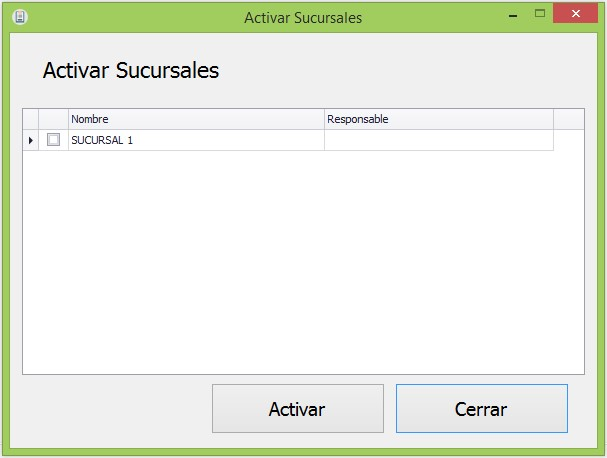 Activar Sucursales
Activar Sucursales
Nombre Responsable
SUCURSAL 1
Activar Cerrar